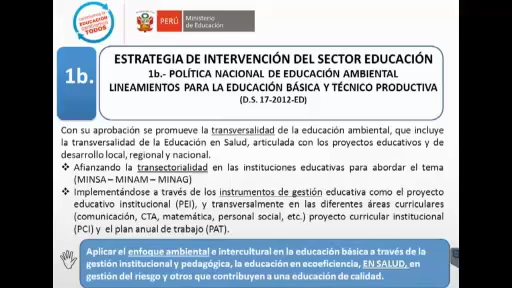 EDUCACIÓN
TODOS
PERÚ
Ministerio
de Educación
1b.
ESTRATEGIA DE INTERVENCIÓN DEL SECTOR EDUCACIÓN
1b.- POLÍTICA NACIONAL DE EDUCACIÓN AMBIENTAL
LINEAMIENTOS PARA LA EDUCACIÓN BÁSICA Y TÉCNICO PRODUCTIVA
(D.S. 17-2012-ED)
Con su aprobación se promueve la transversalidad de la educación ambiental, que incluye
la transversalidad de la Educación en Salud, articulada con los proyectos educativos y de
desarrollo local, regional y nacional.
❖ Afianzando la transectorialidad en las instituciones educativas para abordar el tema
(MINSA – MINAM – MINAG)
❖ Implementándose a través de los instrumentos de gestión educativa como el proyecto
educativo institucional (PEI), y transversalmente en las diferentes áreas curriculares
(comunicación, CTA, matemática, personal social, etc.) proyecto curricular institucional
(PCI) y el plan anual de trabajo (PAT).
Aplicar el enfoque ambiental e intercultural en la educación básica a través de la
gestión institucional y pedagógica, la educación en ecoeficiencia, EN SALUD, en
gestión del riesgo y otros que contribuyen a una educación de calidad.